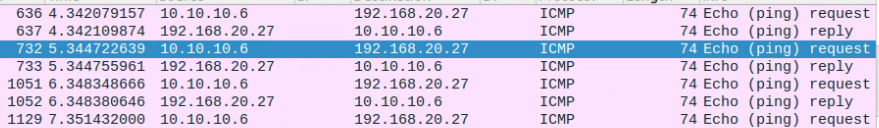 636 4.342079157 10.10.10.6 192.168.20.27 ICMP 74 Echo (ping) request
637 4.342109874 192.168.20.27 10.10.10.6 ICMP 74 Echo (ping) reply
732 5.344722639 10.10.10.6 192.168.20.27 ICMP 74 Echo (ping) request
733 5.344755961 192.168.20.27 10.10.10.6 ICMP 74 Echo (ping) reply
1051 6.348348666 10.10.10.6 192.168.20.27 ICMP 74 Echo (ping) request
1052 6.348380646 192.168.20.27 10.10.10.6 ICMP 74 Echo (ping) reply
1129 7.351432000 10.10.10.6 192.168.20.27 ICMP 74 Echo (ping) request